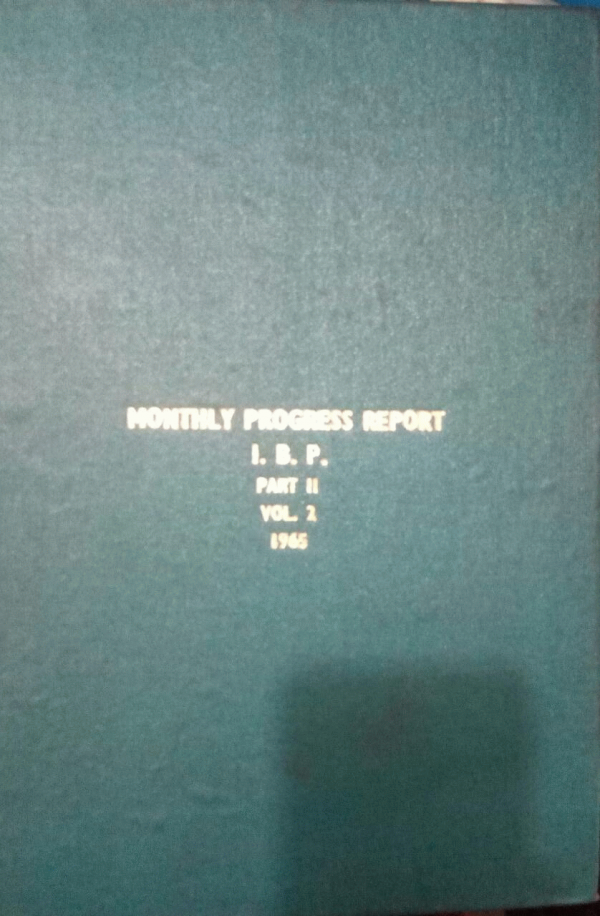 MONTHLY PROGRESS REPORT
I. B. P.
PART II
VOL. 2
1965